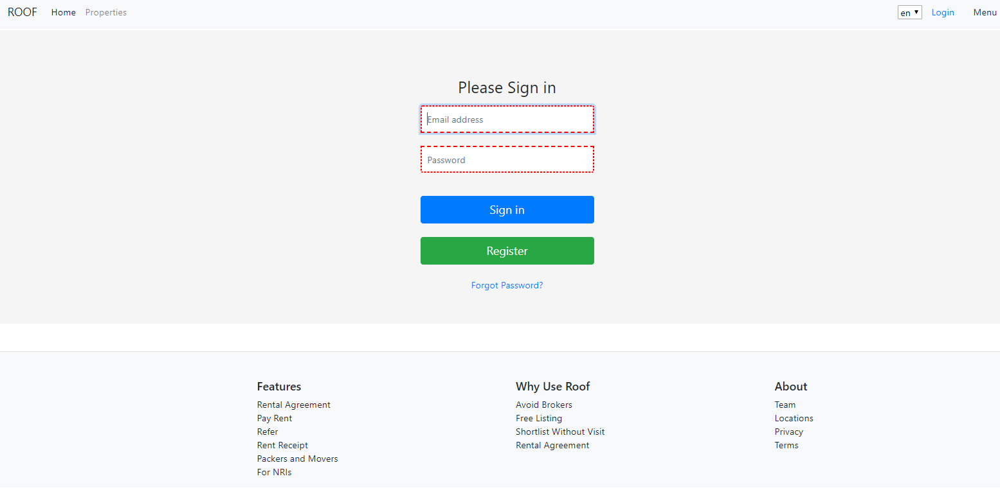 ROOF Home Properties en Login Menu
Please Sign in
Email address
Password
Sign in
Register
Forgot Password?
Features
Rental Agreement
Pay Rent
Refer
Rent Receipt
Packers and Movers
For NRIs
Why Use Roof
Avoid Brokers
Free Listing
Shortlist Without Visit
Rental Agreement
About
Team
Locations
Privacy
Terms